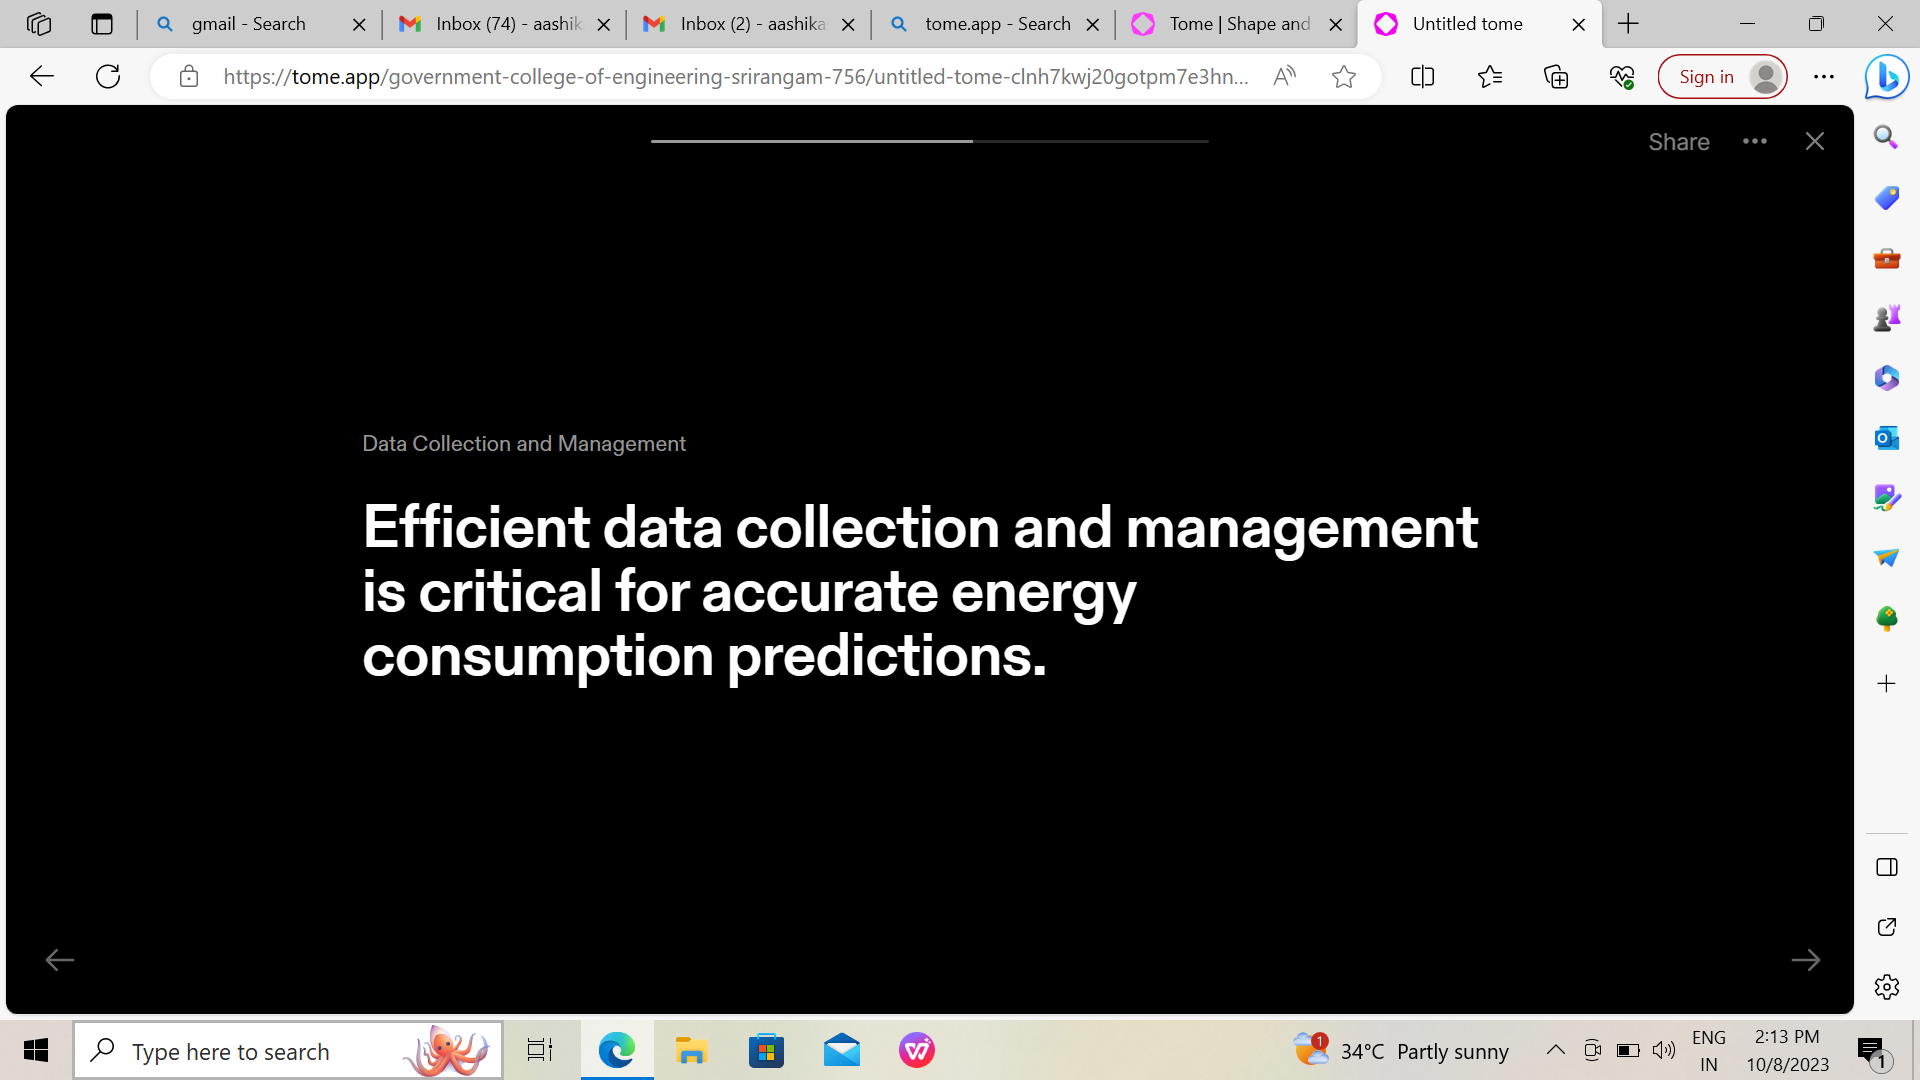 gmail - Search
Inbox (74) - aashik
Inbox (2) - aashika
tome.app - Search
Tome | Shape and
Untitled tome
https://tome.app/government-college-of-engineering-srirangam-756/untitled-tome-clnh7kwj20gotpm7e3hn...
Sign in
Share
Data Collection and Management
Efficient data collection and management
is critical for accurate energy
consumption predictions.
Type here to search
1
34°C Partly sunny
ENG
IN
2:13 PM
10/8/2023
1